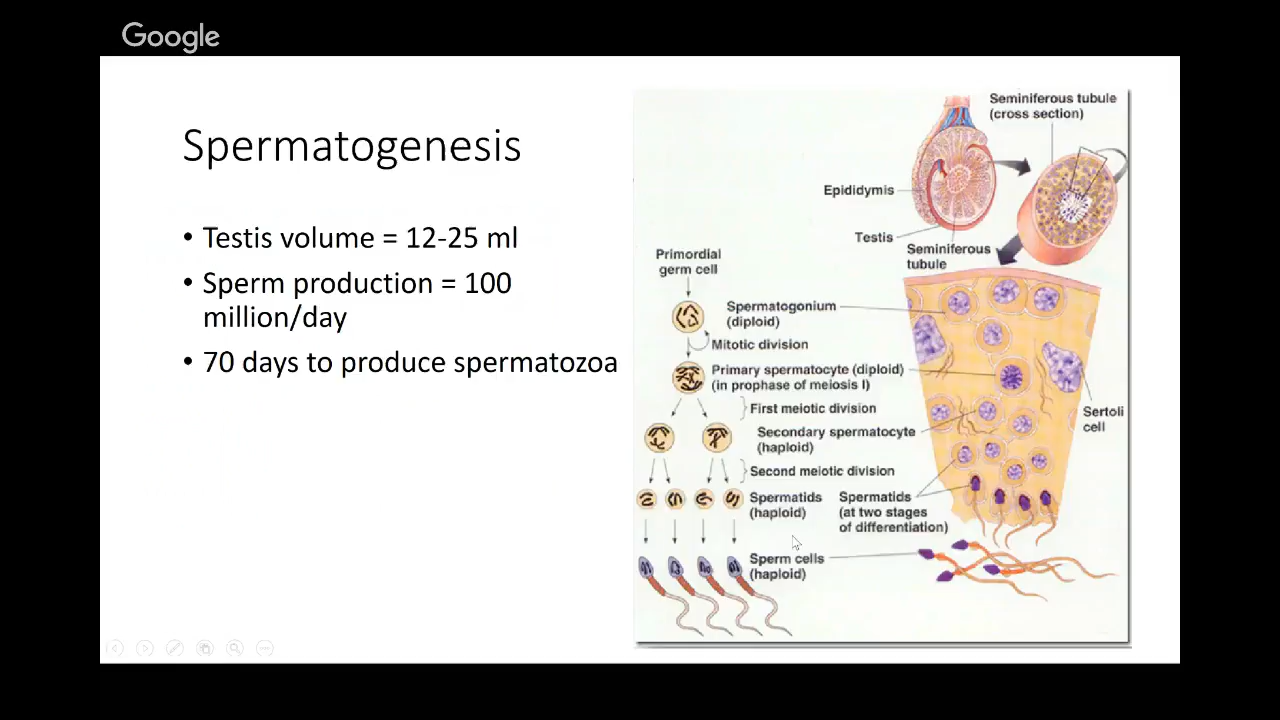 Google
Spermatogenesis
• Testis volume = 12-25 ml
• Sperm production = 100
million/day
• 70 days to produce spermatozoa
Seminiferous tubule
(cross section)
Epididymis
Testis
Seminiferous
tubule
Primordial
germ cell
Spermatogonium
(diploid)
Mitotic division
Primary spermatocyte (diploid)
(in prophase of meiosis I)
First meiotic division
Sertoli
cell
Secondary spermatocyte
(haploid)
Second meiotic division
Spermatids
(haploid)
Spermatids
(at two stages
of differentiation)
Sperm cells
(haploid)